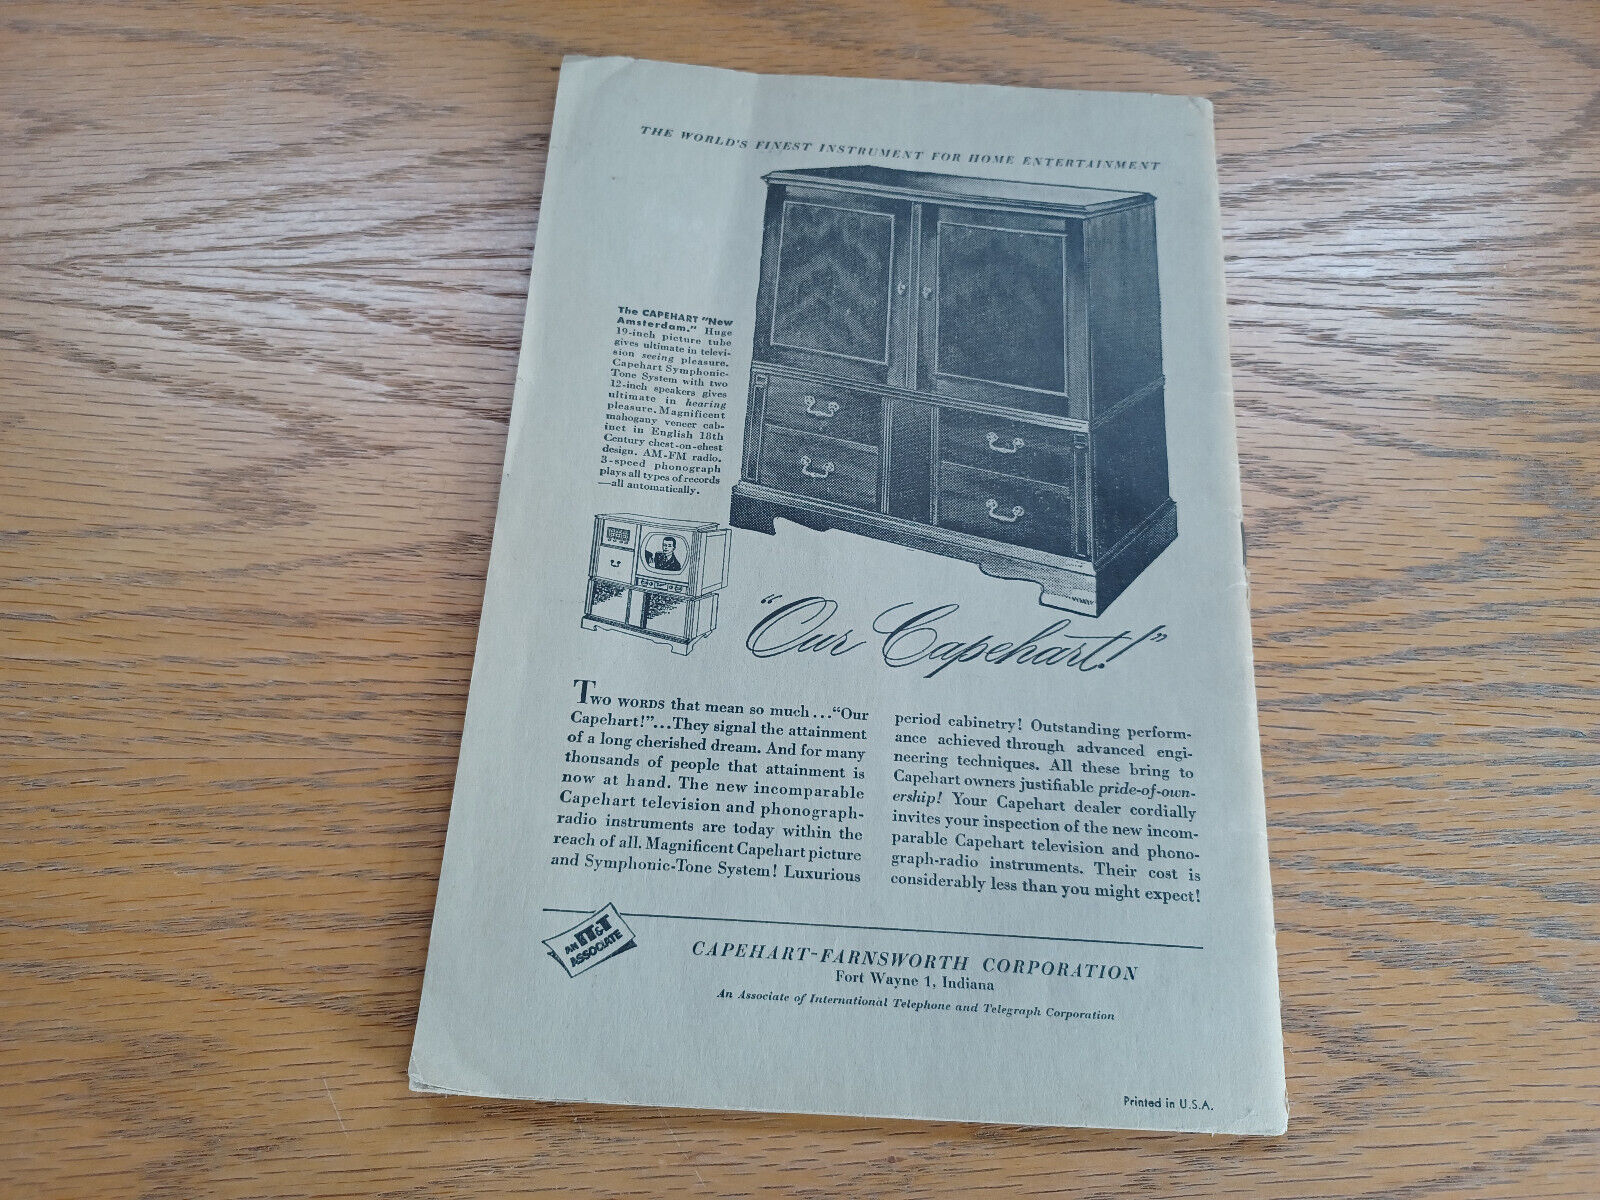 THE WORLD'S FINEST INSTRUMENT FOR HOME ENTERTAINMENT
The CAPEHART "New
Amsterdam." Huge
19-inch picture tube
gives ultimate in televi-
sion seeing pleasure.
Capehart Symphonic-
Tone System with two
12-inch speakers gives
ultimate in hearing
pleasure. Magnificent
mahogany veneer cab-
inet in English 18th
Century chest-on-chest
design. AM-FM radio.
3-speed phonograph
plays all types of records
—all automatically.
"Our Capehart!"
TWO WORDS that mean so much..."Our
Capehart!"...They signal the attainment
of a long cherished dream. And for many
thousands of people that attainment is
now at hand. The new incomparable
Capehart television and phonograph-
radio instruments are today within the
reach of all. Magnificent Capehart picture
and Symphonic-Tone System! Luxurious
period cabinetry! Outstanding perform-
ance achieved through advanced engi-
neering techniques. All these bring to
Capehart owners justifiable pride-of-own-
ership! Your Capehart dealer cordially
invites your inspection of the new incom-
parable Capehart television and phono-
graph-radio instruments. Their cost is
considerably less than you might expect!
AN IT&T
ASSOCIATE
CAPEHART-FARNSWORTH CORPORATION
Fort Wayne 1, Indiana
An Associate of International Telephone and Telegraph Corporation
Printed in U.S.A.